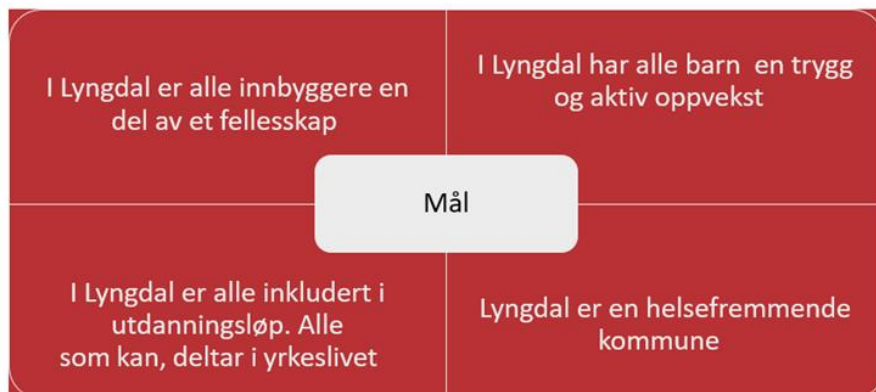 I Lyngdal er alle innbyggere en
del av et fellesskap
I Lyngdal har alle barn en trygg
og aktiv oppvekst
Mål
I Lyngdal er alle inkludert i
utdanningsløp. Alle
som kan, deltar i yrkeslivet
Lyngdal er en helsefremmende
kommune